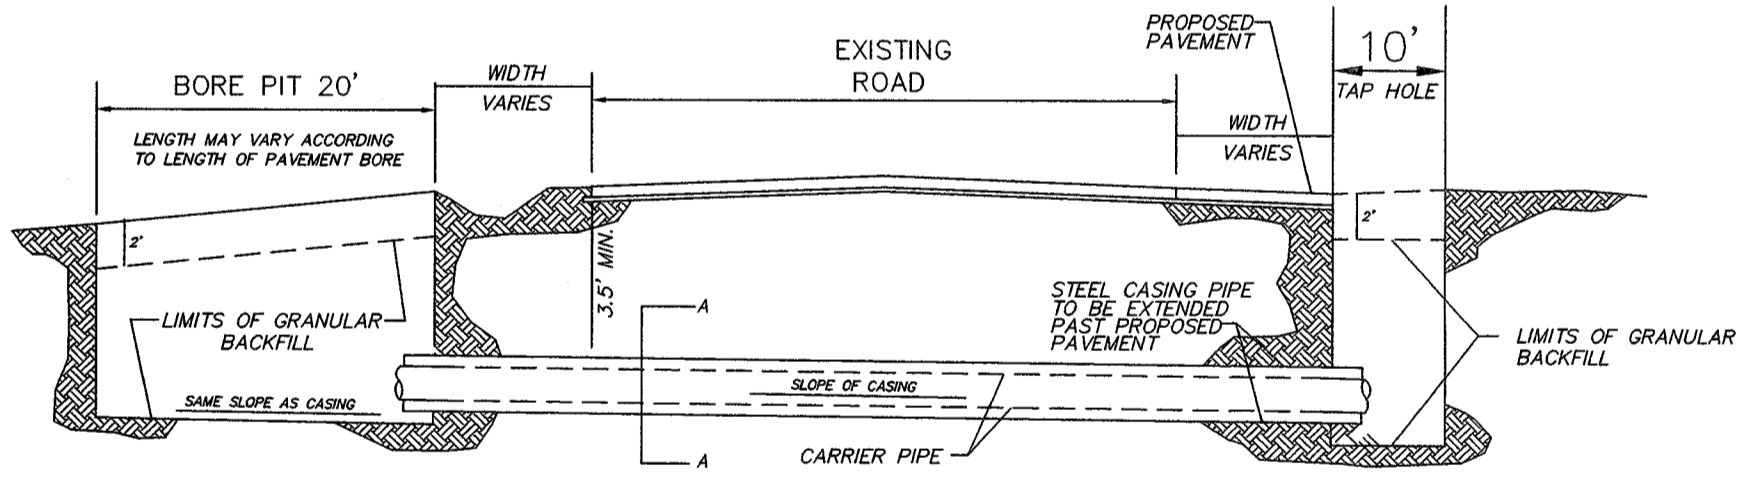 PROPOSED
PAVEMENT
EXISTING
ROAD
10'
TAP HOLE
BORE PIT 20'
WIDTH
VARIES
LENGTH MAY VARY ACCORDING
TO LENGTH OF PAVEMENT BORE
WIDTH
VARIES
2'
2'
3.5' MIN.
STEEL CASING PIPE
TO BE EXTENDED
PAST PROPOSED
PAVEMENT
A
LIMITS OF GRANULAR
BACKFILL
LIMITS OF GRANULAR
BACKFILL
SLOPE OF CASING
SAME SLOPE AS CASING
CARRIER PIPE
A